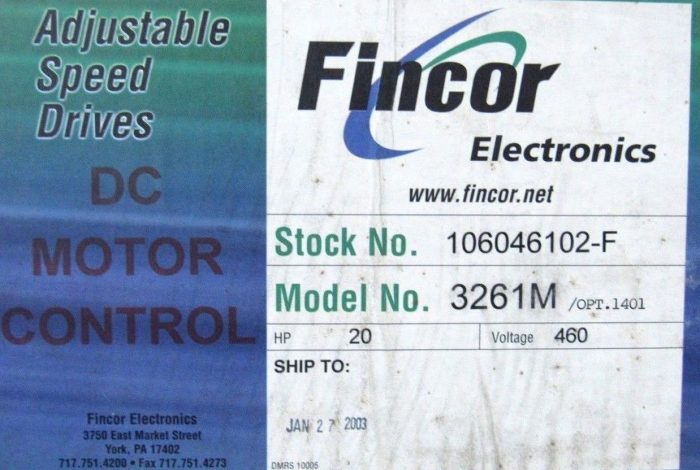 Adjustable
Speed
Drives
DC
MOTOR
CONTROL
Fincor Electronics
3750 East Market Street
York, PA 17402
717.751.4200 • Fax 717.751.4273
Fincor
Electronics
www.fincor.net
Stock No. 106046102-F
Model No. 3261M /OPT.1401
HP 20 Voltage 460
SHIP TO:
JAN 27 2003
DMRS 10005